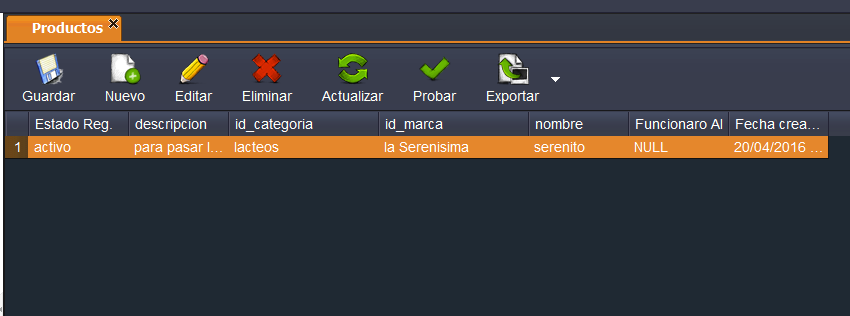 Productos
Guardar Nuevo Editar Eliminar Actualizar Probar Exportar
Estado Reg. descripcion id_categoria id_marca nombre Funcionaro Al Fecha crea...
1 activo para pasar l... lacteos la Serenisima serenito NULL 20/04/2016 ...